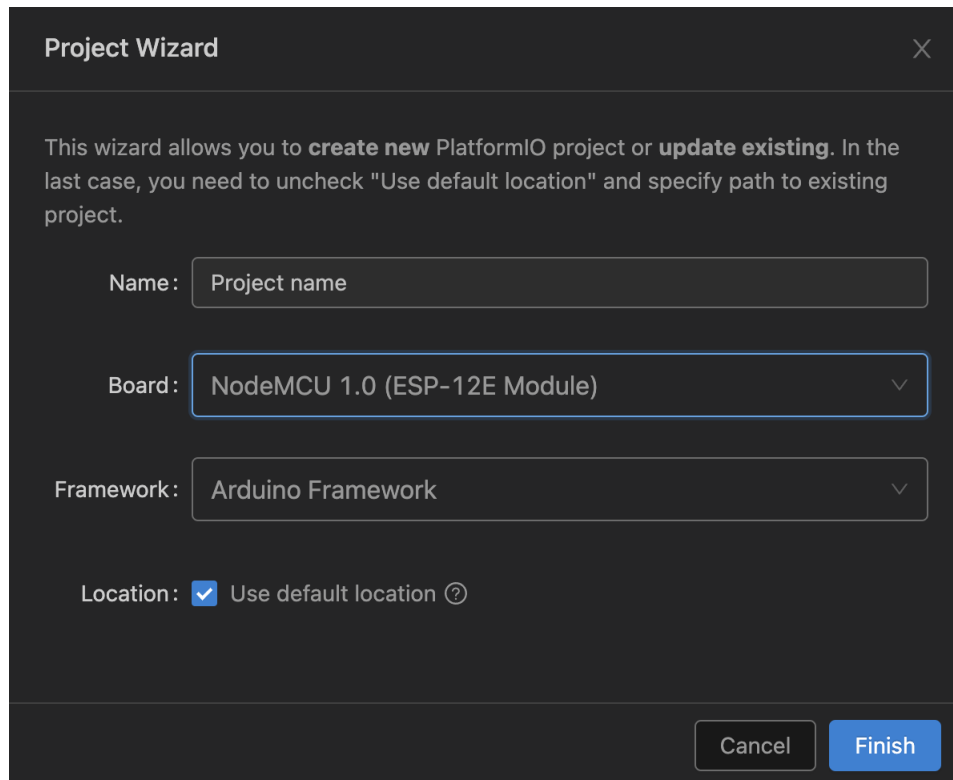 Project Wizard
This wizard allows you to create new PlatformIO project or update existing. In the
last case, you need to uncheck "Use default location" and specify path to existing
project.
Name: Project name
Board: NodeMCU 1.0 (ESP-12E Module)
Framework: Arduino Framework
Location: Use default location
Cancel Finish